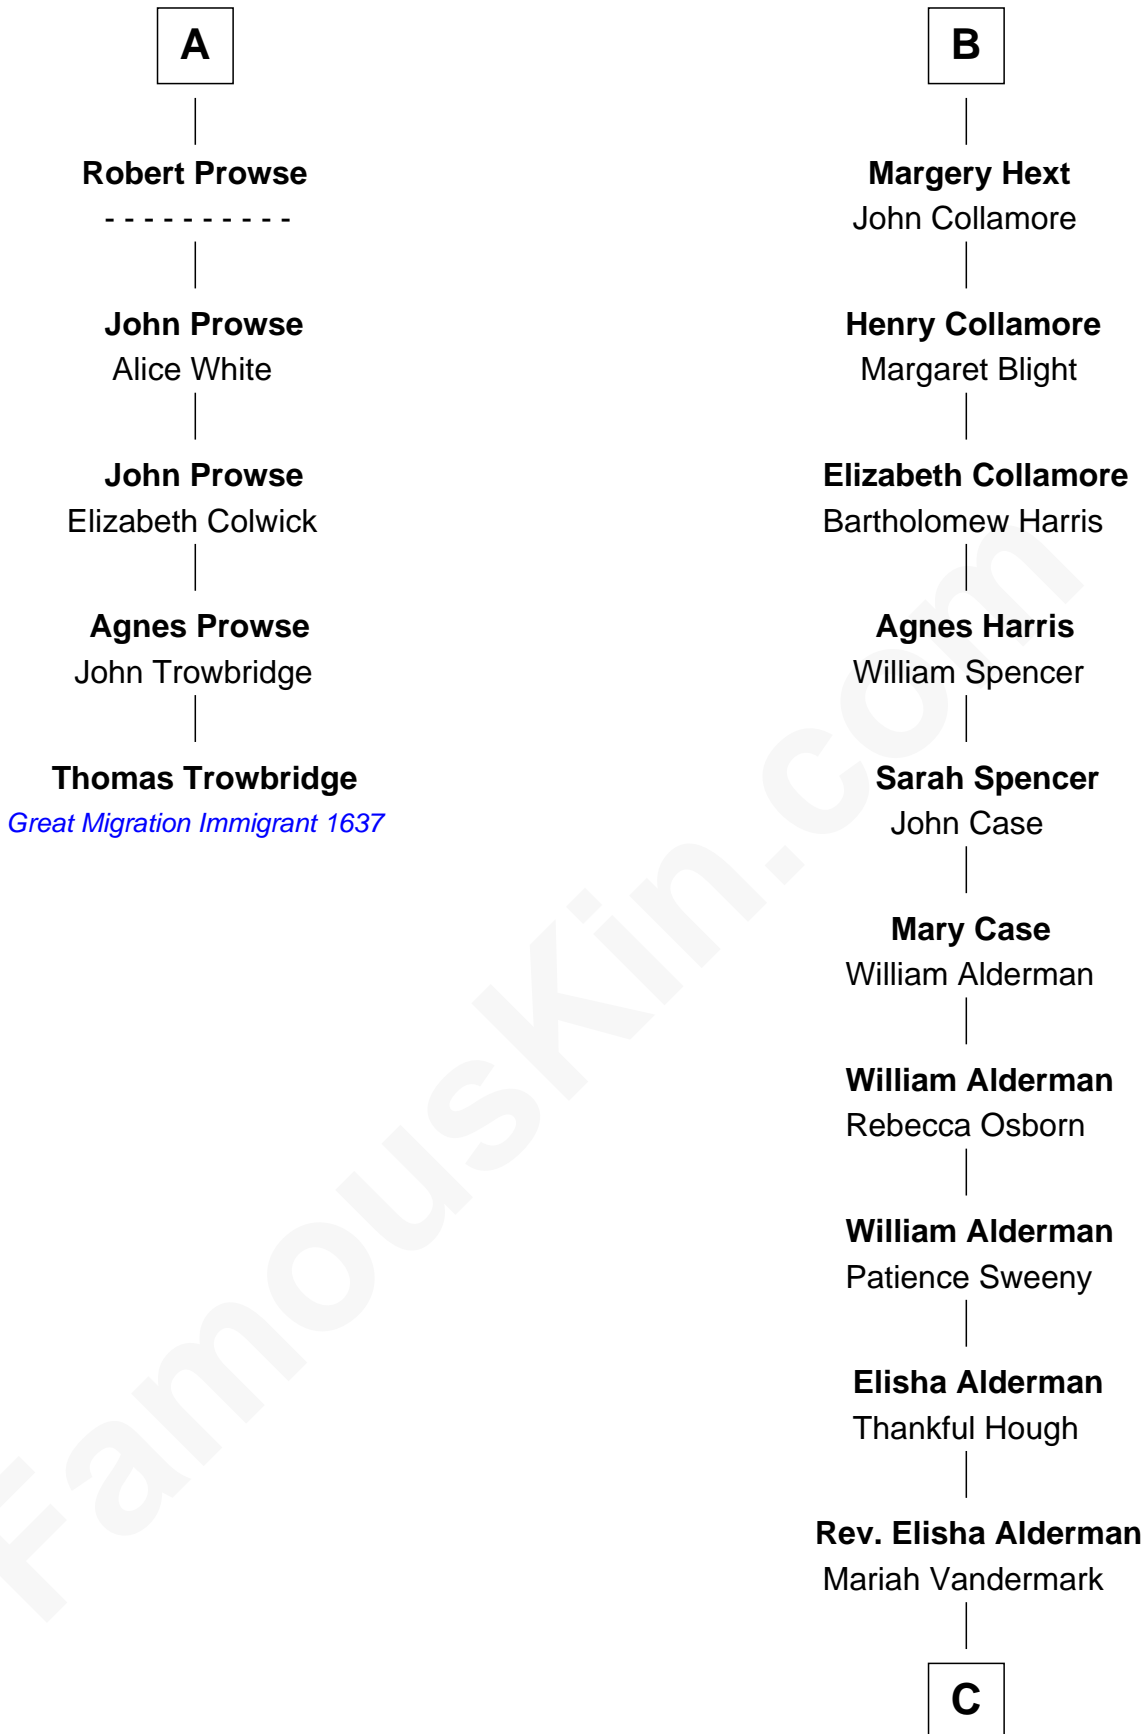 A
Robert Prowse
- - - - - - - - - -
John Prowse
Alice White
John Prowse
Elizabeth Colwick
Agnes Prowse
John Trowbridge
Thomas Trowbridge
Great Migration Immigrant 1637
B
Margery Hext
John Collamore
Henry Collamore
Margaret Blight
Elizabeth Collamore
Bartholomew Harris
Agnes Harris
William Spencer
Sarah Spencer
John Case
Mary Case
William Alderman
William Alderman
Rebecca Osborn
William Alderman
Patience Sweeny
Elisha Alderman
Thankful Hough
Rev. Elisha Alderman
Mariah Vandermark
C
FamousKin.com